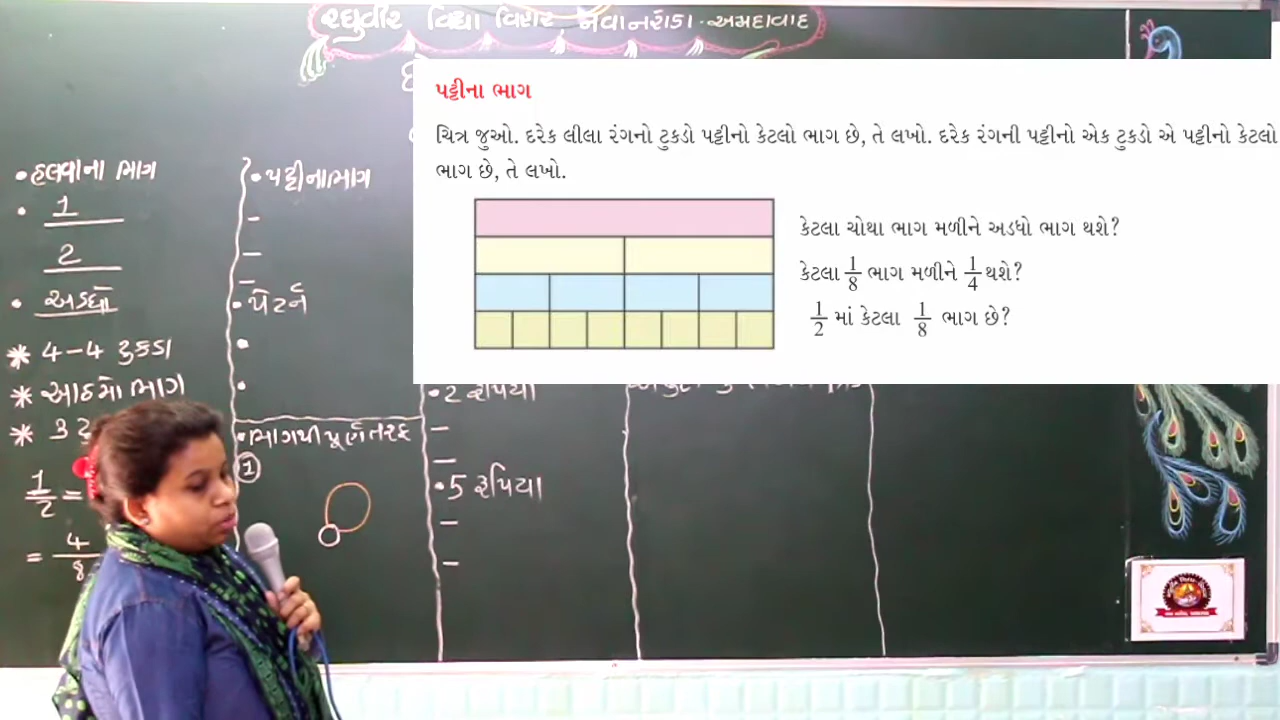 રઘુવીર વિદ્યા વિહાર નવાનરોડા - અમદાવાદ
પટ્ટીના ભાગ
ચિત્ર જુઓ. દરેક લીલા રંગનો ટુકડો પટ્ટીનો કેટલો ભાગ છે, તે લખો. દરેક રંગની પટ્ટીનો એક ટુકડો એ પટ્ટીનો કેટલો
ભાગ છે, તે લખો.
કેટલા ચોથા ભાગ મળીને અડધો ભાગ થશે?
કેટલા 1/8 ભાગ મળીને 1/4 થશે?
1/2 માં કેટલા 1/8 ભાગ છે?
• હલવાના ભાગ
• 1
2
• અડધો
* 4-4 ટુકડા
* આઠમો ભાગ
* 3
1/2 =
= 4/8
• પટ્ટીનાભાગ
• પેટર્ન
• ભાગથી પૂર્ણ તરફ
1
• 2 રૂપિયા
• 5 રૂપિયા